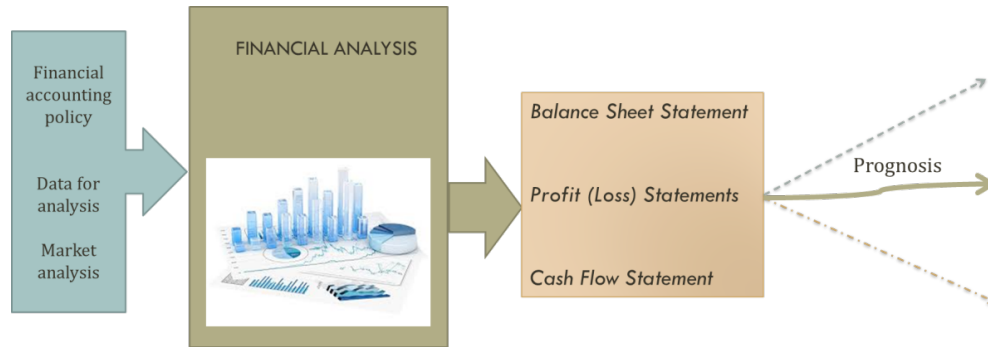 Financial
accounting
policy
Data for
analysis
Market
analysis
FINANCIAL ANALYSIS
Balance Sheet Statement
Profit (Loss) Statements
Cash Flow Statement
Prognosis